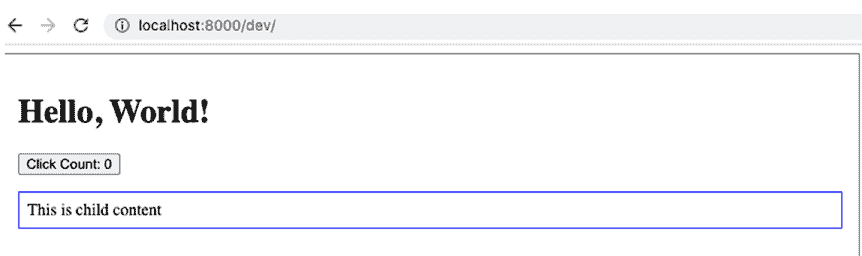 localhost:8000/dev/
Hello, World!
Click Count: 0
This is child content